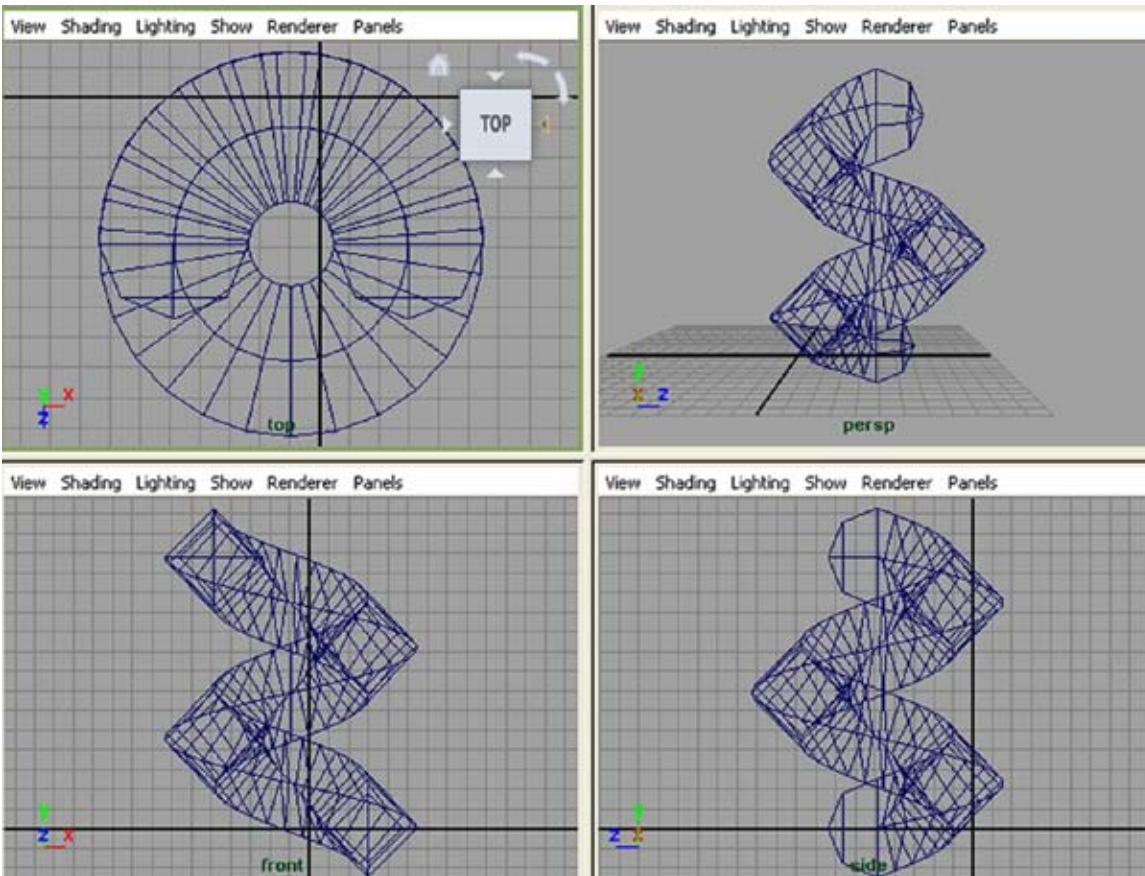 View Shading Lighting Show Renderer Panels
TOP
Y X
Z
top
View Shading Lighting Show Renderer Panels
X Z
persp
View Shading Lighting Show Renderer Panels
Y
Z X
front
View Shading Lighting Show Renderer Panels
Y
Z X
side